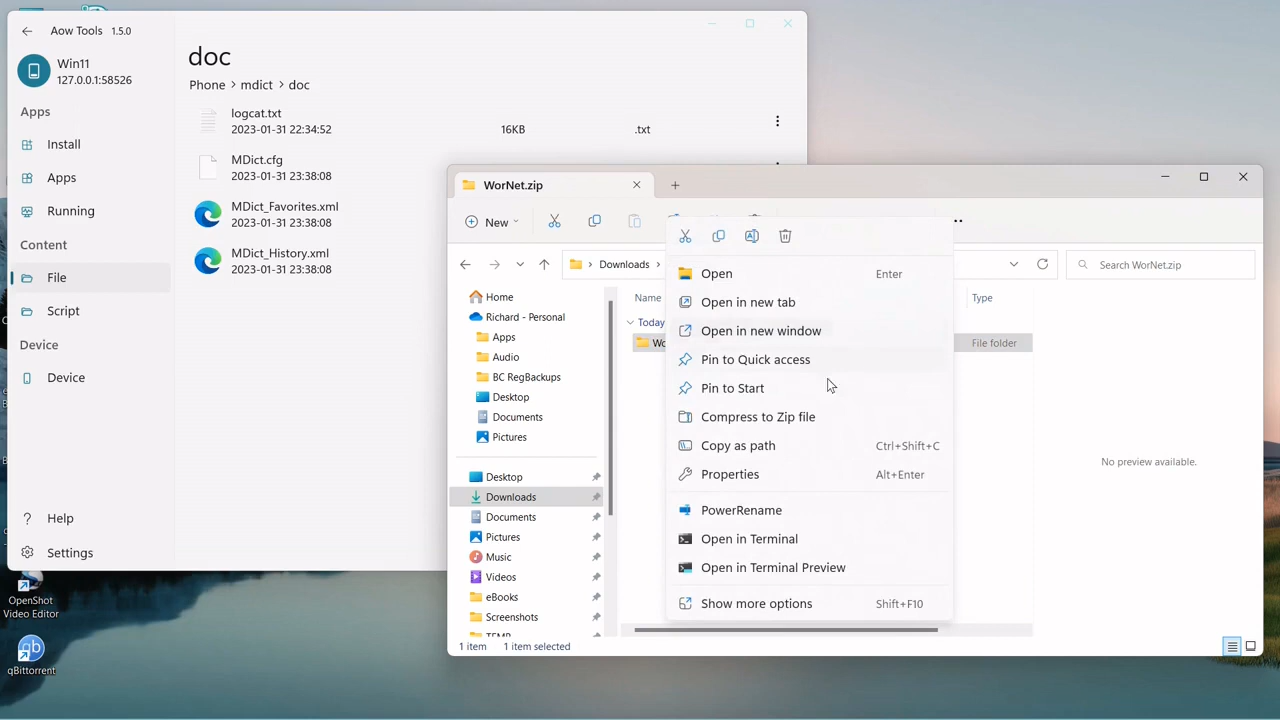 Aow Tools 1.5.0
Win11
127.0.0.1:58526
Apps
Install
Apps
Running
Content
File
Script
Device
Device
Help
Settings
doc
Phone > mdict > doc
logcat.txt
2023-01-31 22:34:52
16KB
.txt
MDict.cfg
2023-01-31 23:38:08
MDict_Favorites.xml
2023-01-31 23:38:08
MDict_History.xml
2023-01-31 23:38:08
WorNet.zip
New
Downloads
Search WorNet.zip
Name
Type
Today
Wo
File folder
Home
Richard - Personal
Apps
Audio
BC RegBackups
Desktop
Documents
Pictures
Desktop
Downloads
Documents
Pictures
Music
Videos
eBooks
Screenshots
TEMP
Open Enter
Open in new tab
Open in new window
Pin to Quick access
Pin to Start
Compress to Zip file
Copy as path Ctrl+Shift+C
Properties Alt+Enter
PowerRename
Open in Terminal
Open in Terminal Preview
Show more options Shift+F10
No preview available.
1 item 1 item selected
OpenShot
Video Editor
qb
qBittorrent